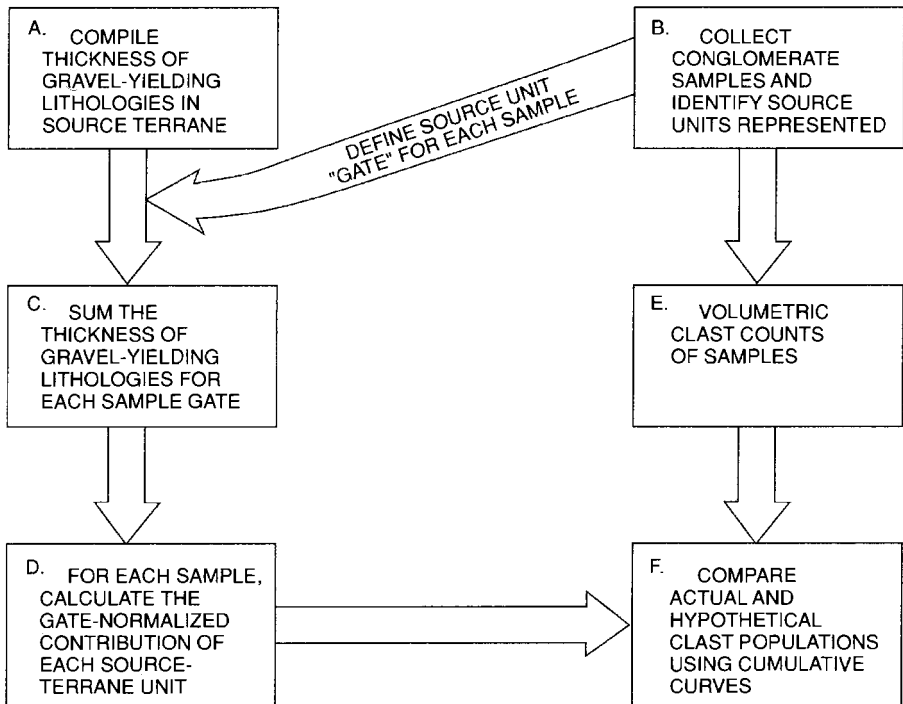 A. COMPILE
THICKNESS OF
GRAVEL-YIELDING
LITHOLOGIES IN
SOURCE TERRANE
B. COLLECT
CONGLOMERATE
SAMPLES AND
IDENTIFY SOURCE
UNITS REPRESENTED
DEFINE SOURCE UNIT
"GATE" FOR EACH SAMPLE
C. SUM THE
THICKNESS OF
GRAVEL-YIELDING
LITHOLOGIES FOR
EACH SAMPLE GATE
E. VOLUMETRIC
CLAST COUNTS
OF SAMPLES
D. FOR EACH SAMPLE,
CALCULATE THE
GATE-NORMALIZED
CONTRIBUTION OF
EACH SOURCE-
TERRANE UNIT
F. COMPARE
ACTUAL AND
HYPOTHETICAL
CLAST POPULATIONS
USING CUMULATIVE
CURVES